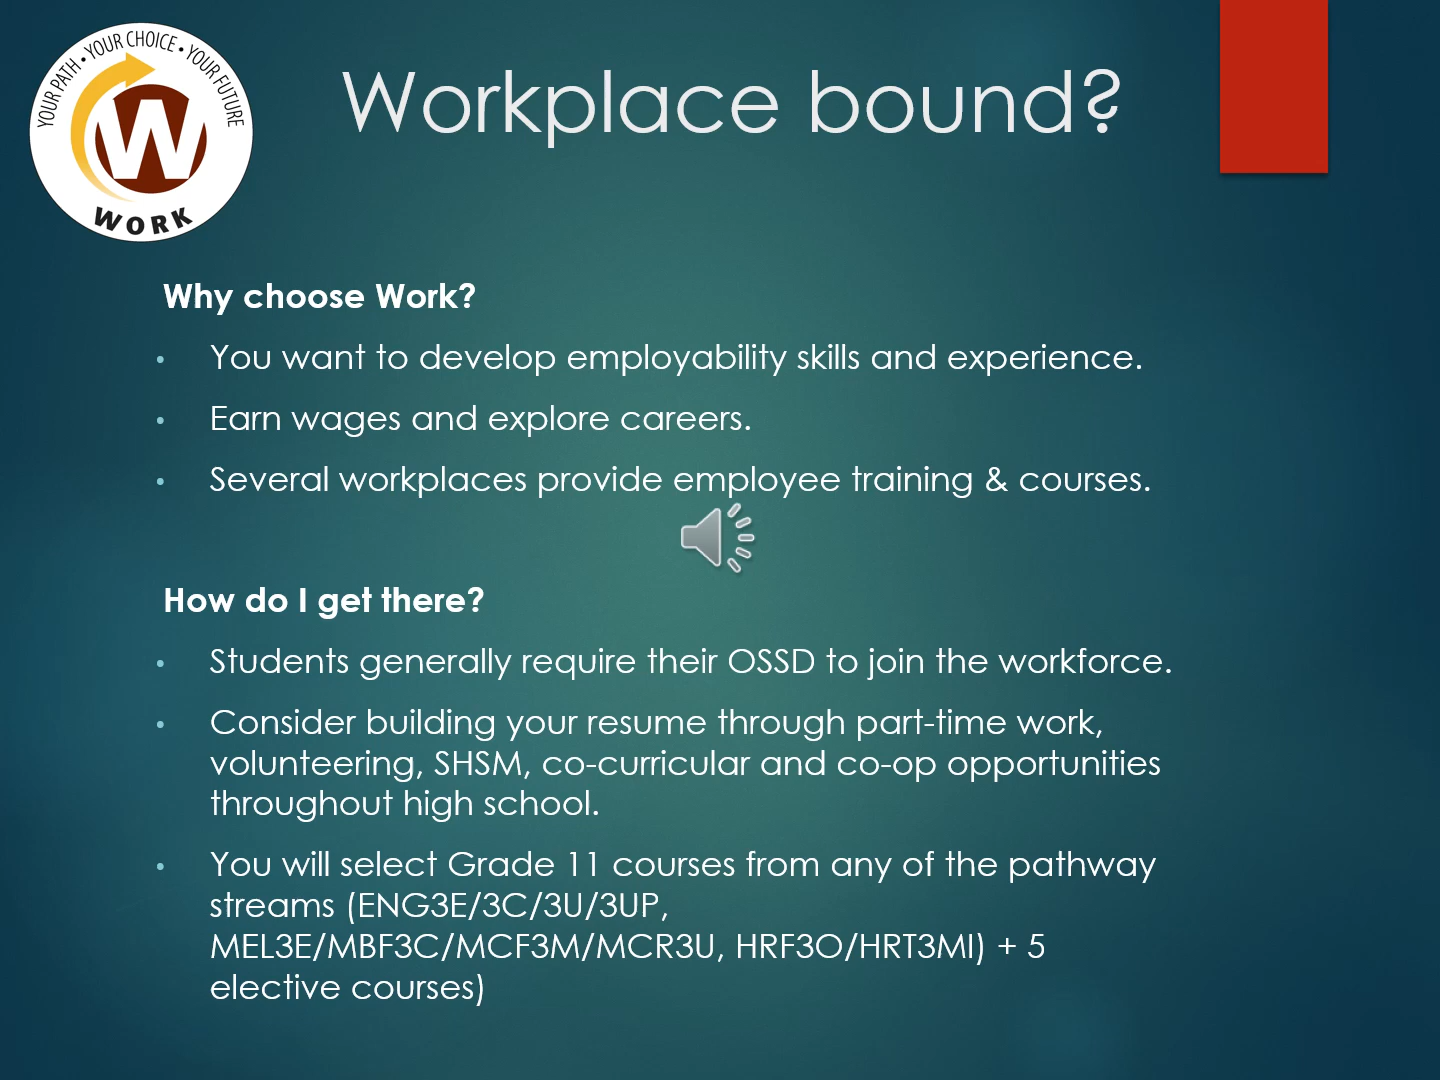 YOUR PATH • YOUR CHOICE • YOUR FUTURE
W
WORK
Workplace bound?
Why choose Work?
• You want to develop employability skills and experience.
• Earn wages and explore careers.
• Several workplaces provide employee training & courses.
How do I get there?
• Students generally require their OSSD to join the workforce.
• Consider building your resume through part-time work,
volunteering, SHSM, co-curricular and co-op opportunities
throughout high school.
• You will select Grade 11 courses from any of the pathway
streams (ENG3E/3C/3U/3UP,
MEL3E/MBF3C/MCF3M/MCR3U, HRF3O/HRT3MI) + 5
elective courses)